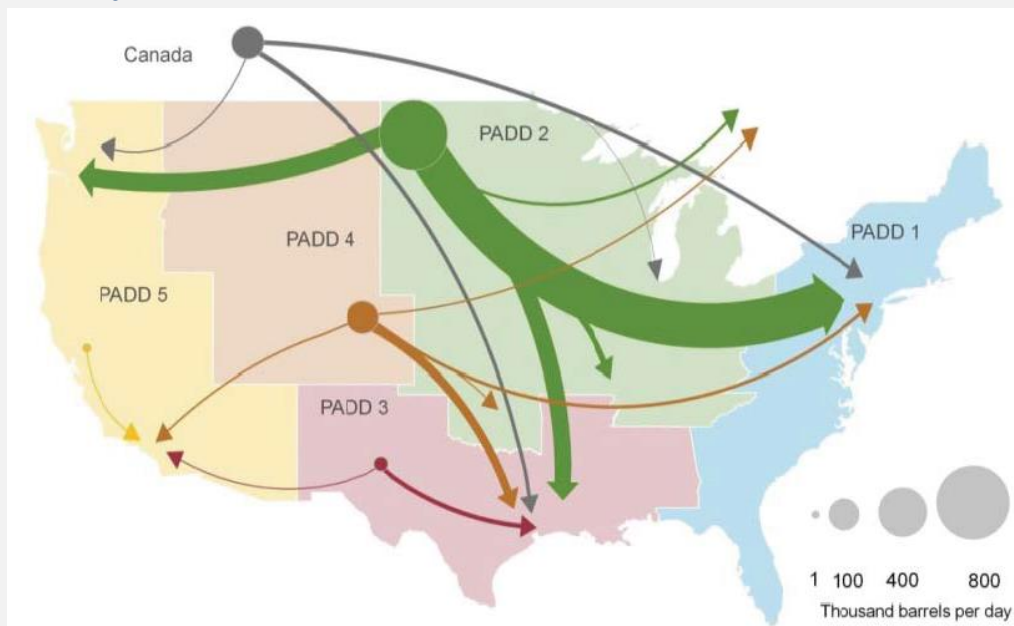 Canada
PADD 2
PADD 1
PADD 4
PADD 5
PADD 3
1 100 400 800
Thousand barrels per day